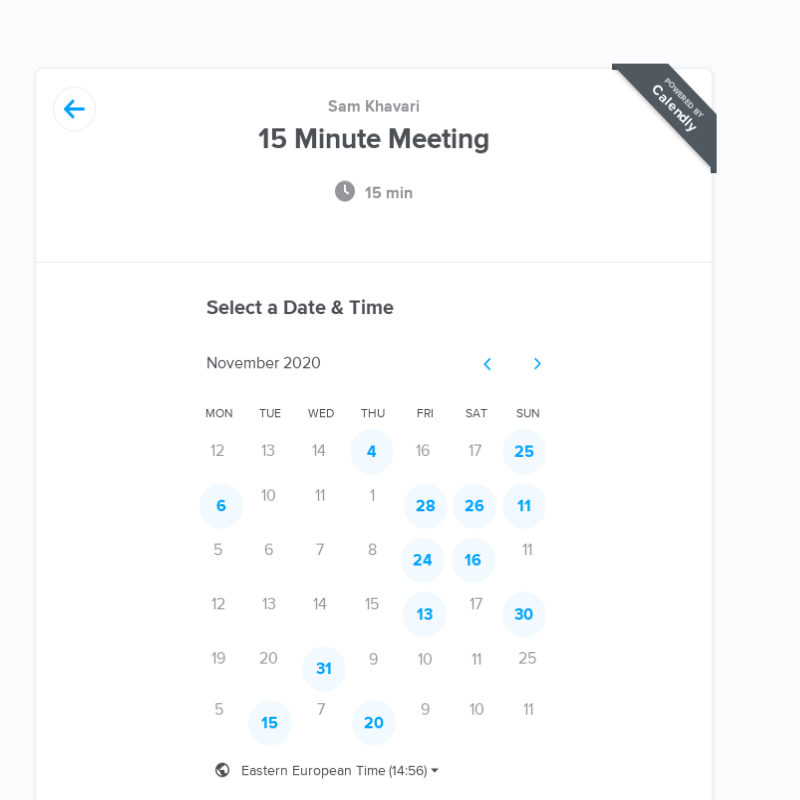 POWERED BY
Calendly
Sam Khavari
15 Minute Meeting
15 min
Select a Date & Time
November 2020
MON TUE WED THU FRI SAT SUN
12 13 14 4 16 17 25
6 10 11 1 28 26 11
5 6 7 8 24 16 11
12 13 14 15 13 17 30
19 20 31 9 10 11 25
5 15 7 20 9 10 11
Eastern European Time (14:56)